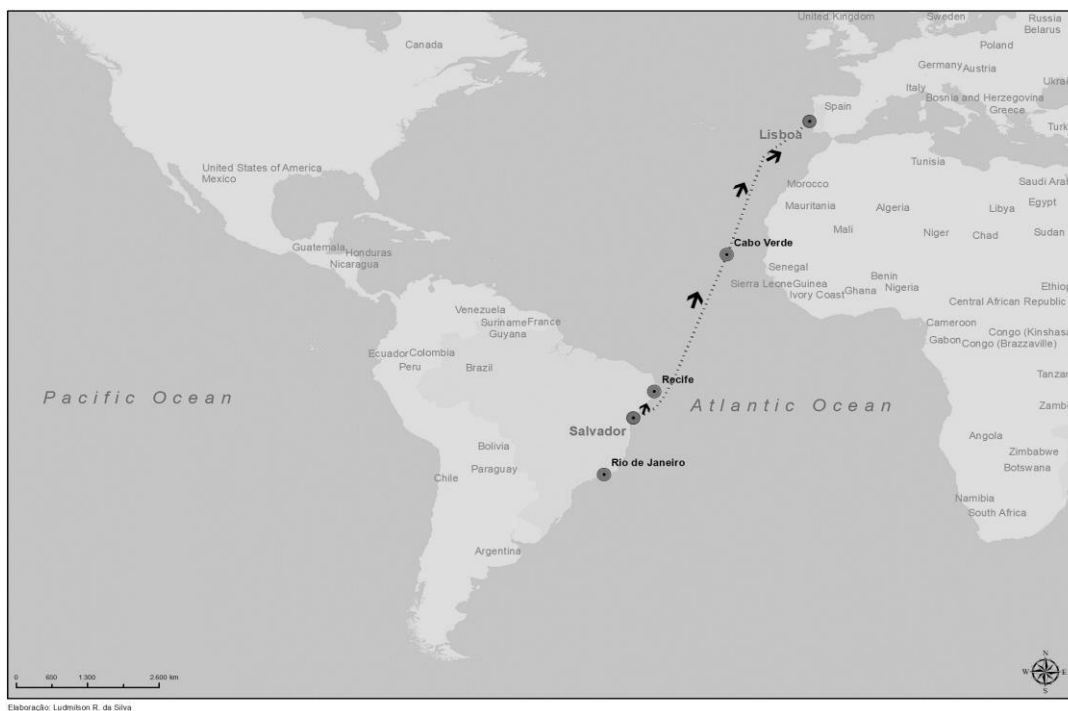 United Kingdom
Sweden
Russia
Belarus
Canada
Poland
Germany
Austria
Italy
Ukrai
Spain
Bosnia and Herzegovina
Greece
Turk
Lisboà
Tunisia
United States of America
Mexico
Morocco
Saudi Arab
Mauritania
Algeria
Libya
Egypt
Mali
Niger
Chad
Sudan
Guatemala
Honduras
Cabo Verde
Nicaragua
Senegal
Benin
Sierra Leone
Guinea
Ivory Coast
Ghana
Nigeria
Ethiop
Central African Republic
Venezuela
Suriname
France
Guyana
Cameroon
Gabon
Congo (Kinshasa
Congo (Brazzaville)
Ecuador
Colombia
Peru
Brazil
Tanzan
Recife
Pacific Ocean
Atlantic Ocean
Zambi
Salvador
Angola
Bolivia
Zimbabwe
Rio de Janeiro
Botswana
Chile
Paraguay
Namibia
South Africa
Argentina
N
W E
S
0 600 1.300 2.600 km
Elaboração: Ludmilson R. da Silva